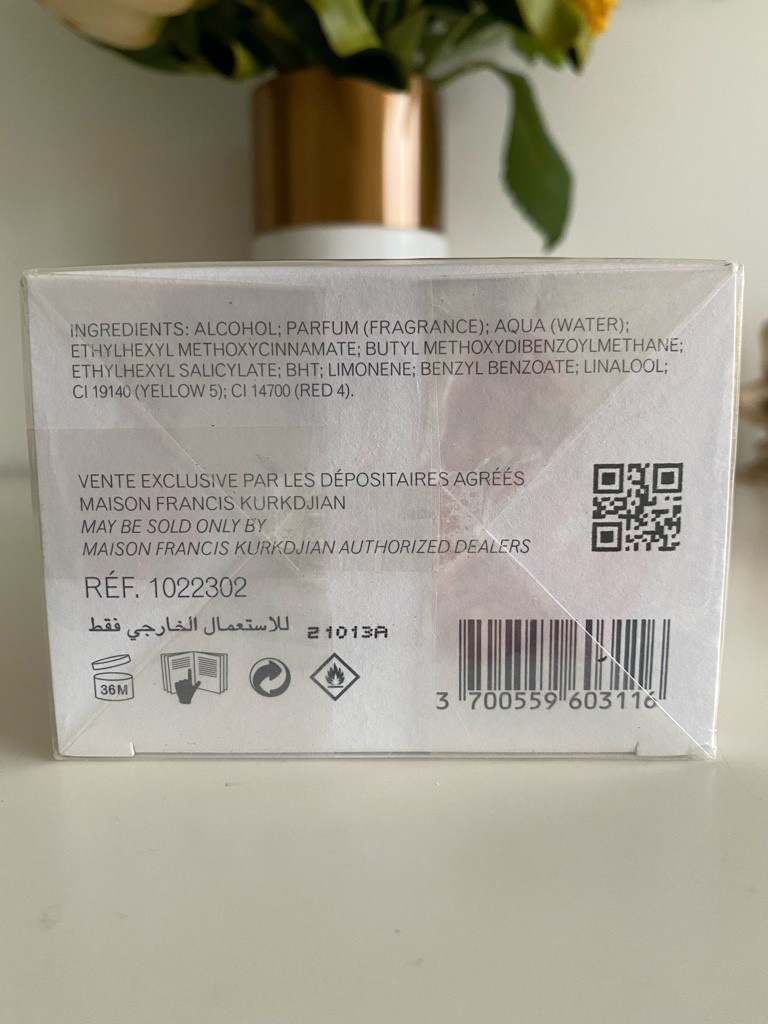 INGREDIENTS: ALCOHOL; PARFUM (FRAGRANCE); AQUA (WATER);
ETHYLHEXYL METHOXYCINNAMATE; BUTYL METHOXYDIBENZOYLMETHANE;
ETHYLHEXYL SALICYLATE; BHT; LIMONENE; BENZYL BENZOATE; LINALOOL;
CI 19140 (YELLOW 5); CI 14700 (RED 4).
VENTE EXCLUSIVE PAR LES DÉPOSITAIRES AGRÉÉS
MAISON FRANCIS KURKDJIAN
MAY BE SOLD ONLY BY
MAISON FRANCIS KURKDJIAN AUTHORIZED DEALERS
RÉF. 1022302
للاستعمال الخارجي فقط 21013A
36M
3 700559 603116